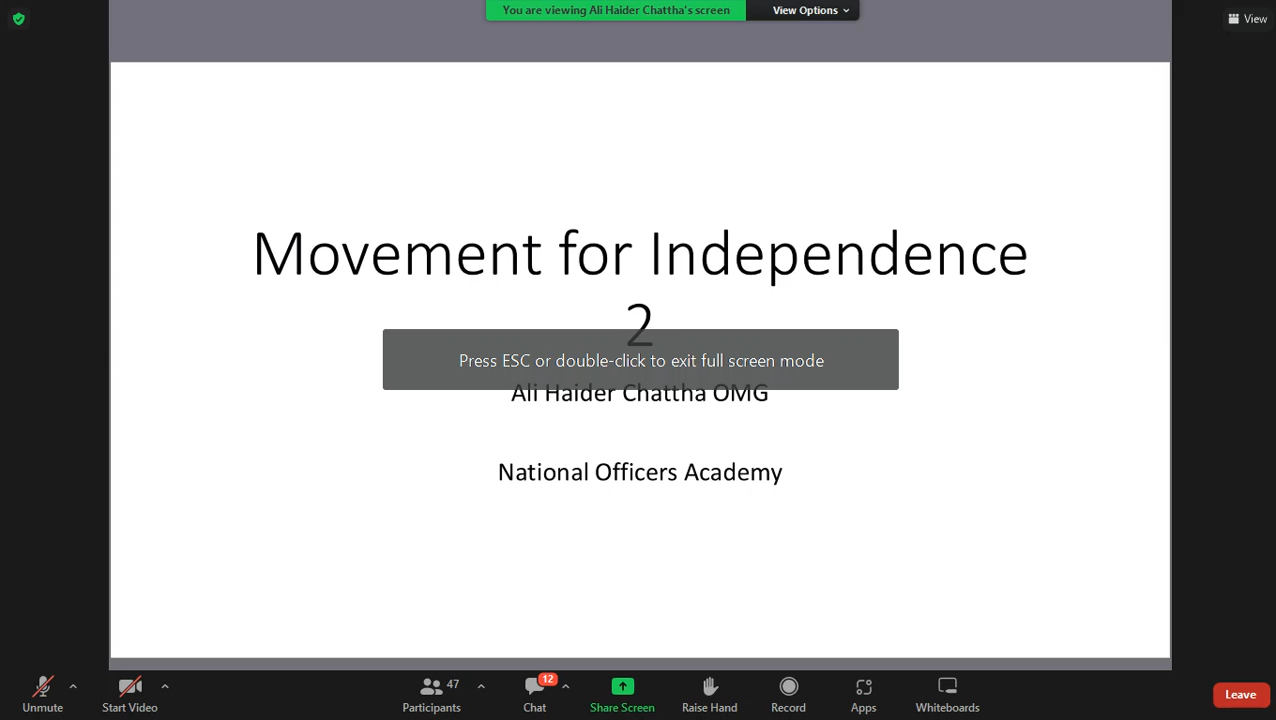 You are viewing Ali Haider Chattha's screen
View Options
View
Movement for Independence
2
Press ESC or double-click to exit full screen mode
Ali Haider Chattha OMG
National Officers Academy
47
12
Unmute
Start Video
Participants
Chat
Share Screen
Raise Hand
Record
Apps
Whiteboards
Leave